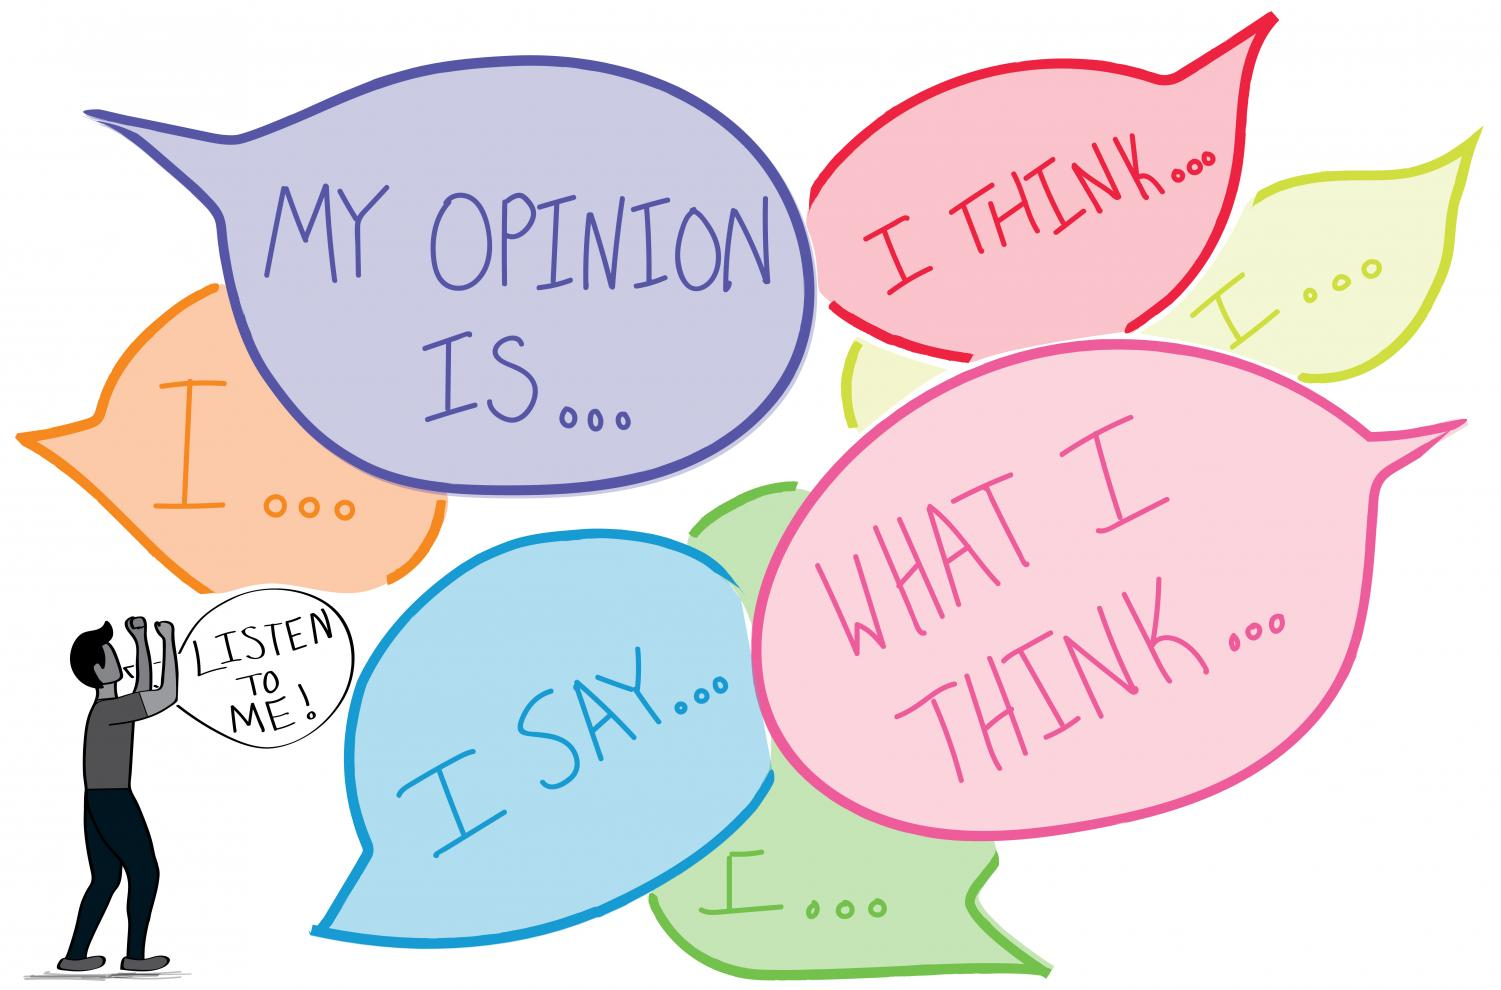 MY OPINION
IS...
I THINK...
I...
I...
WHAT I
THINK...
LISTEN
TO
ME!
I SAY...
I...